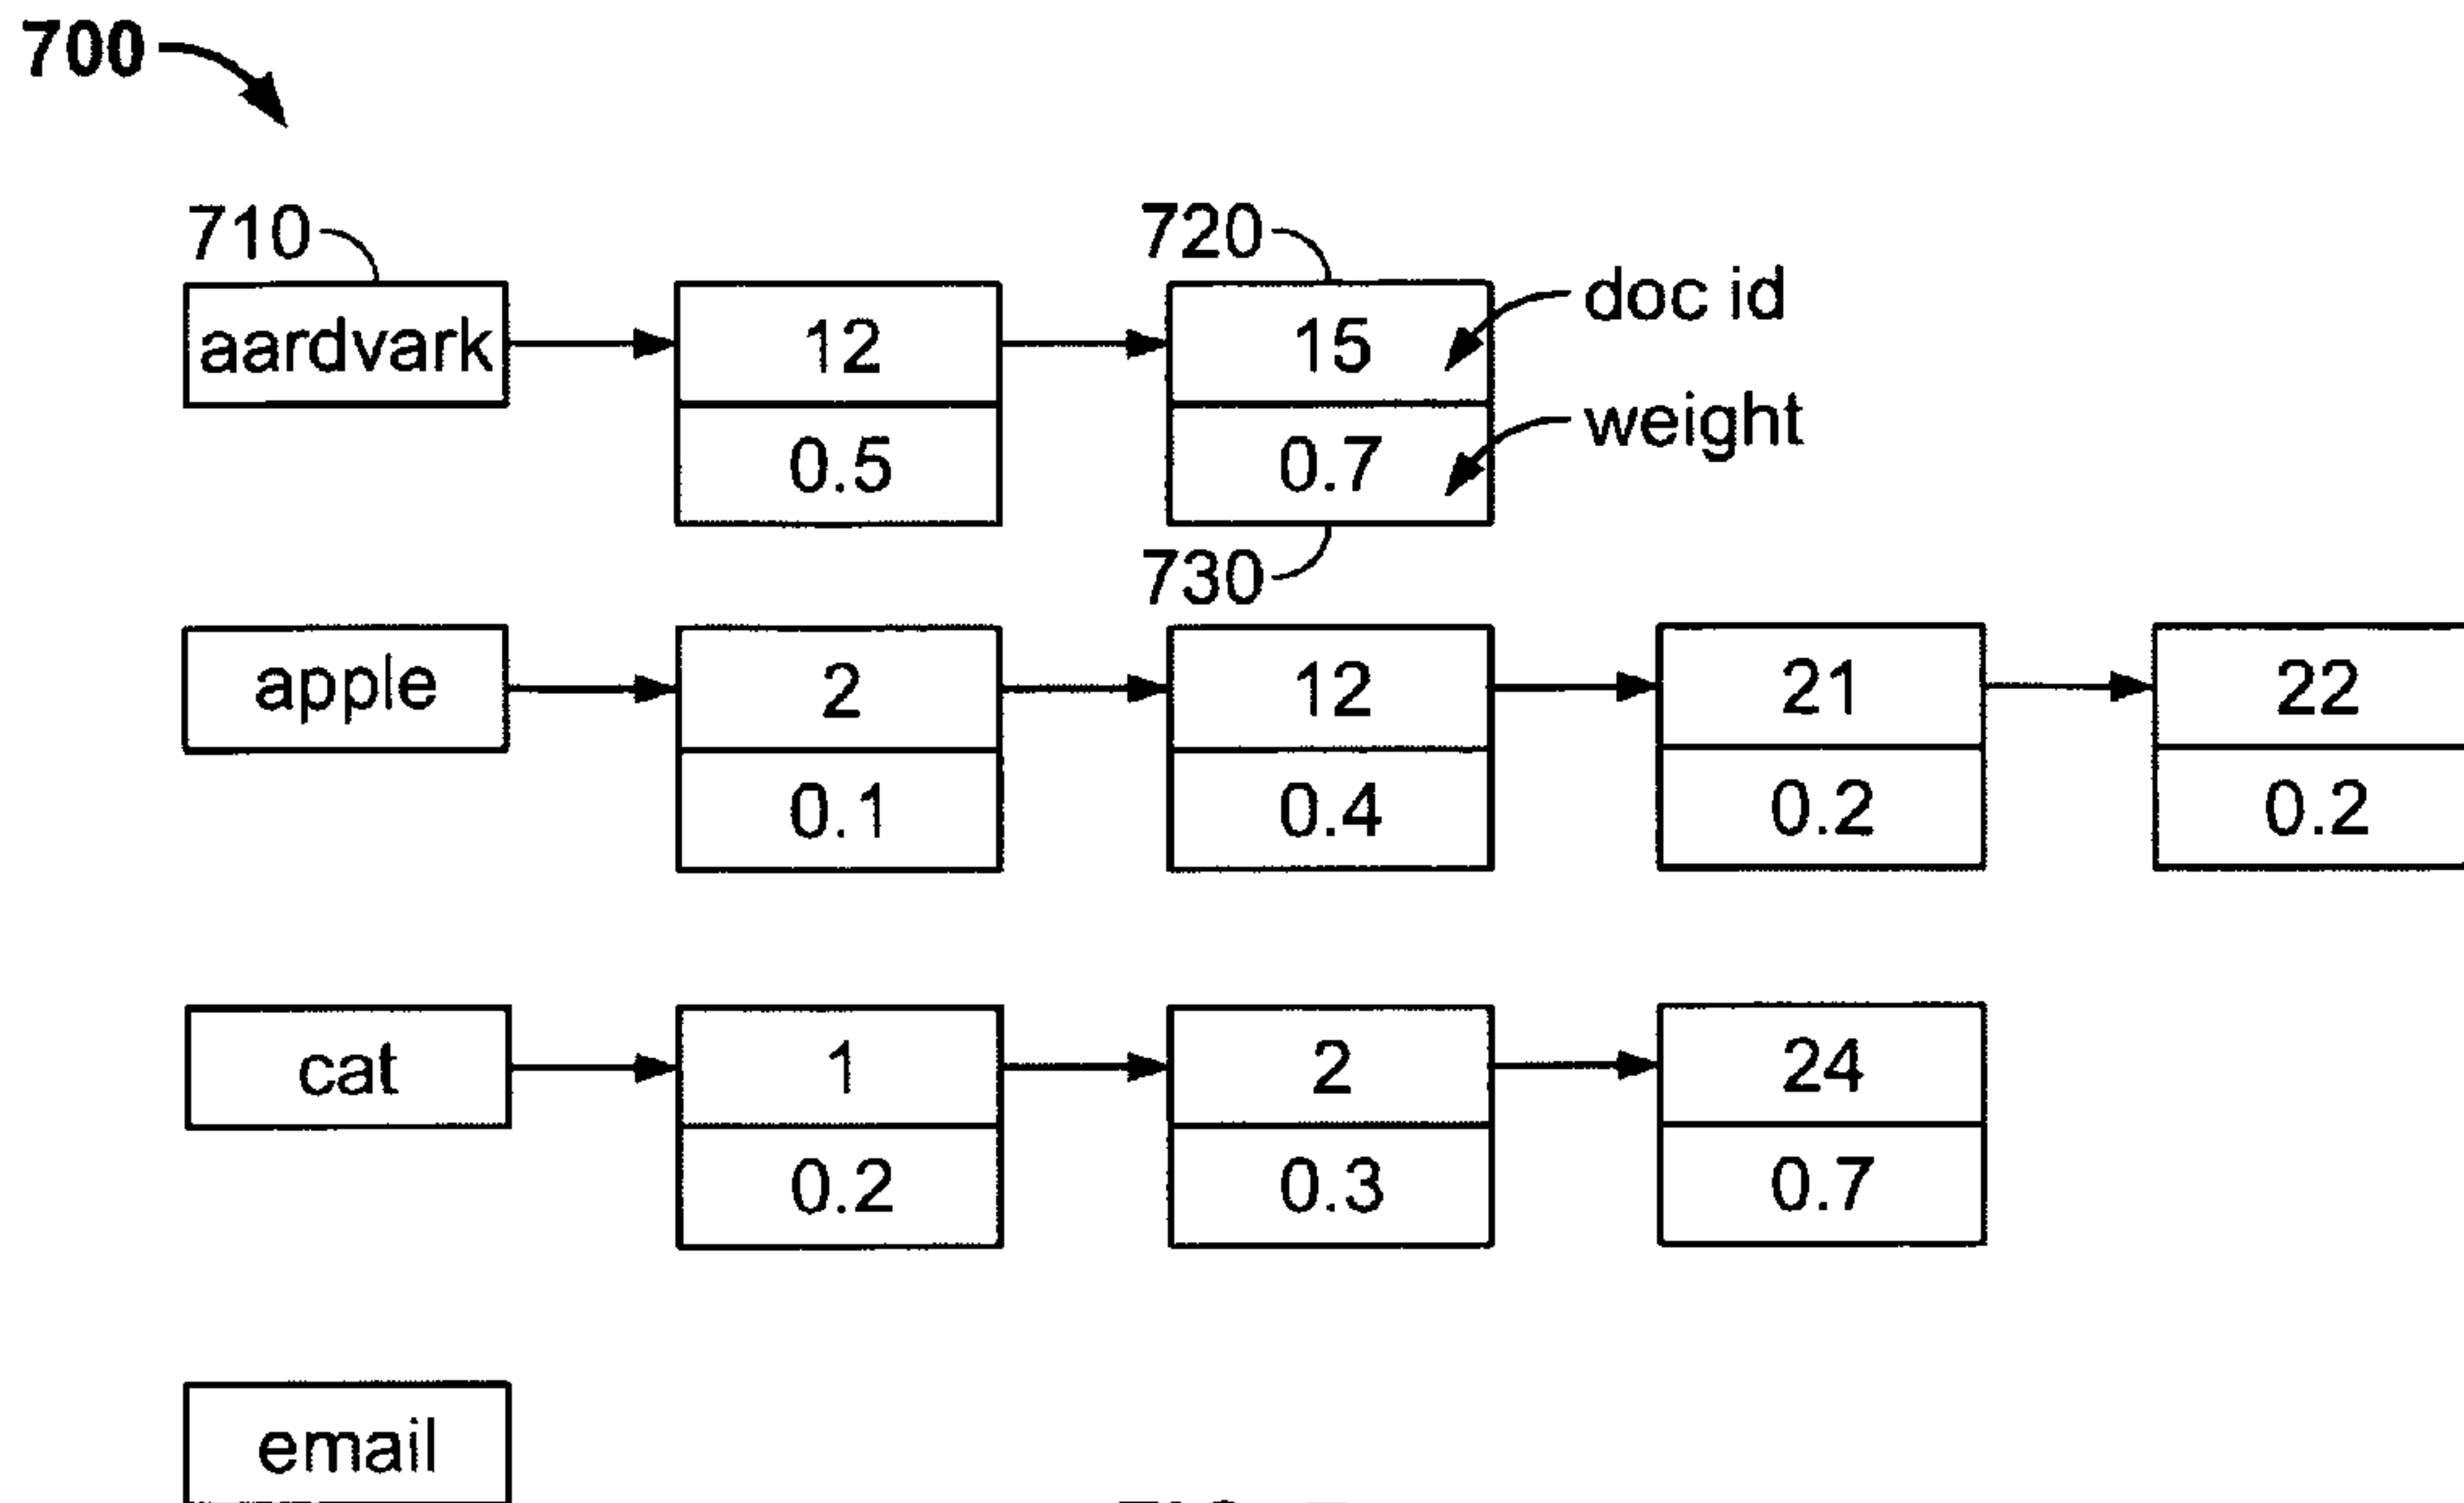 700
710 720
aardvark 12 15 doc id
0.5 0.7 weight
730
apple 2 12 21 22
0.1 0.4 0.2 0.2
cat 1 2 24
0.2 0.3 0.7
email